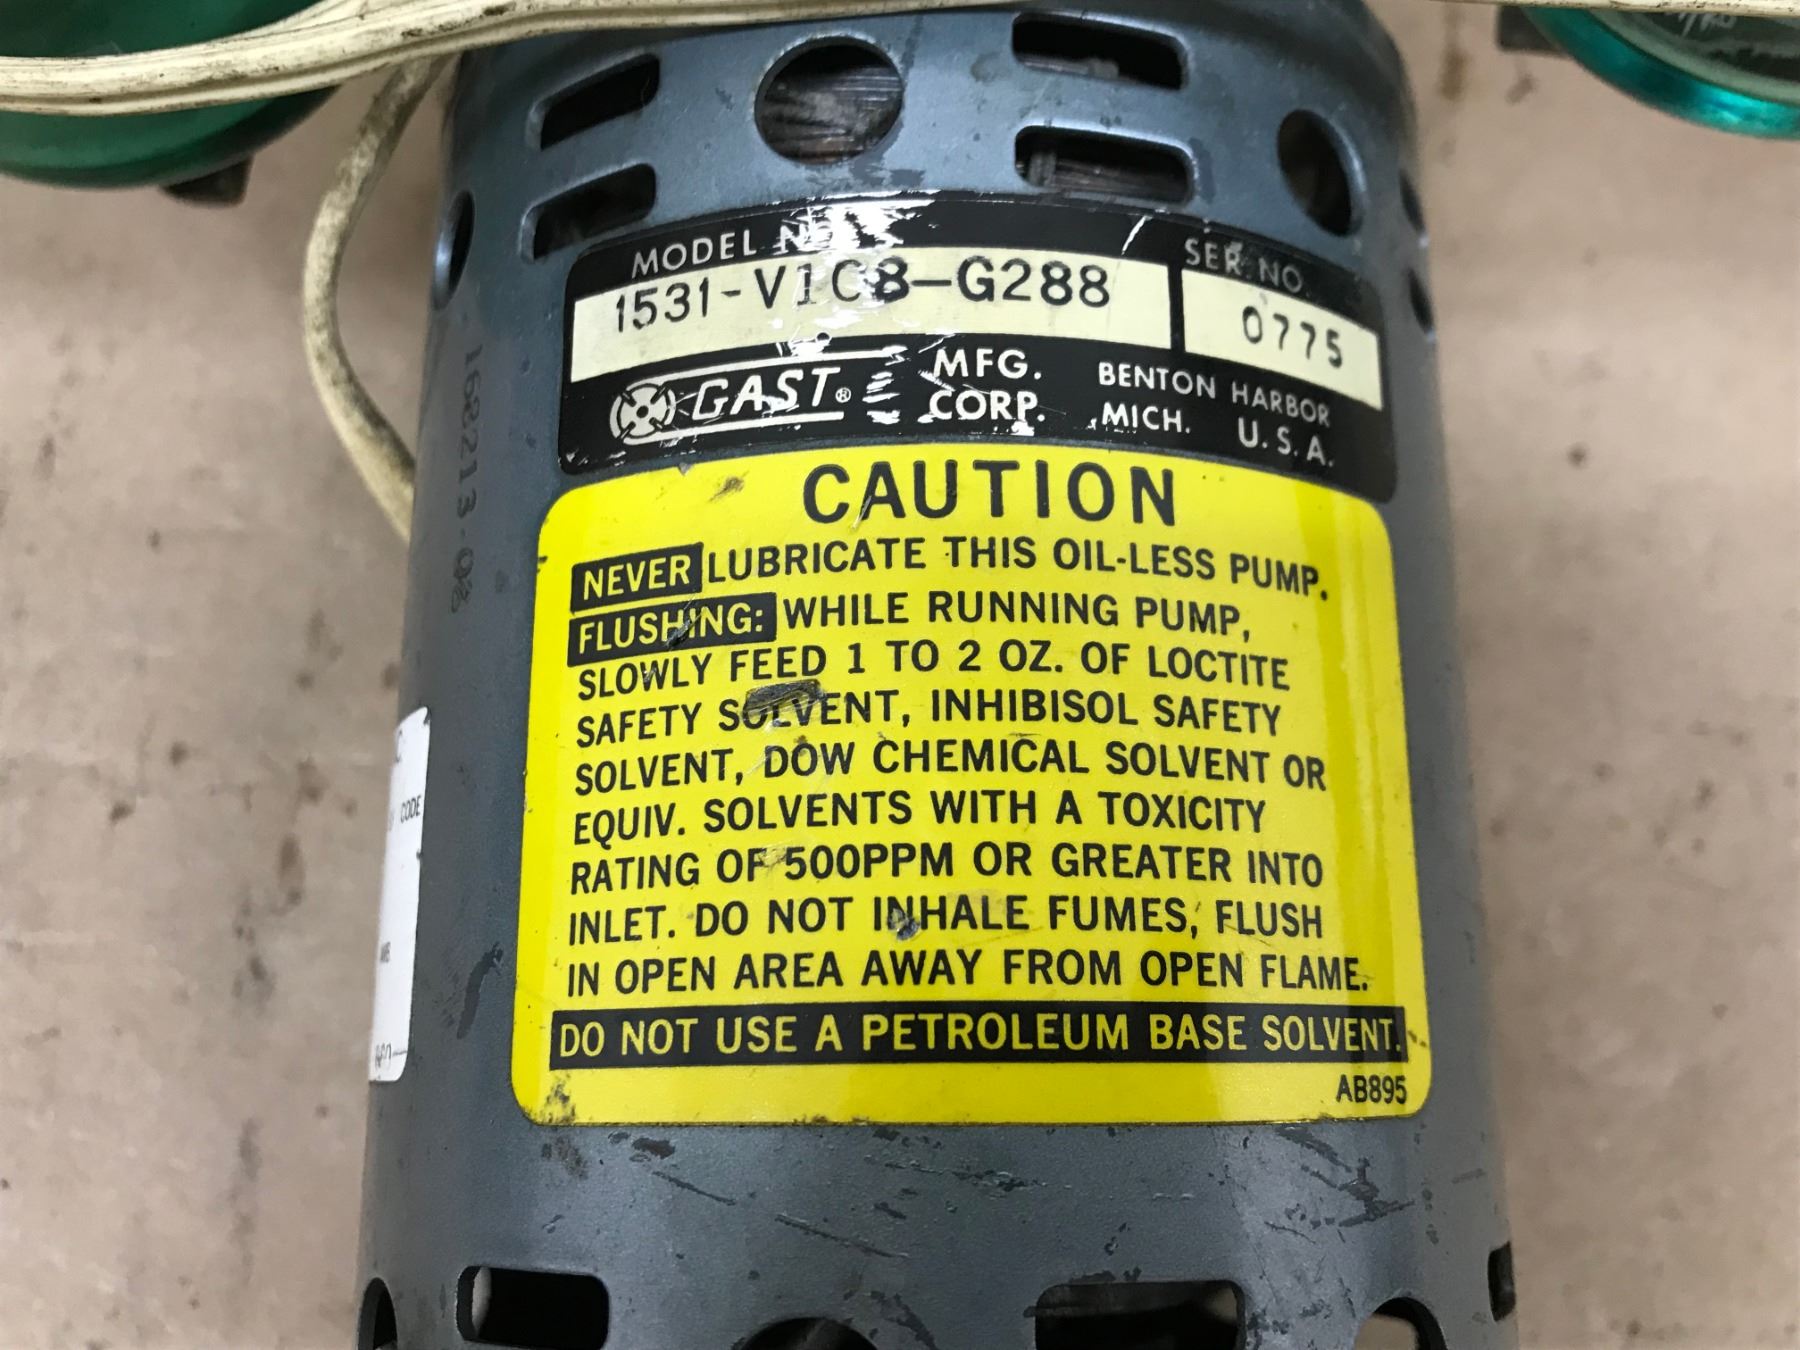 MODEL NO.
SER. NO.
1531-V1C8-G288
0775
GAST® MFG. CORP.
BENTON HARBOR
MICH. U.S.A.
CAUTION
NEVER LUBRICATE THIS OIL-LESS PUMP.
FLUSHING: WHILE RUNNING PUMP,
SLOWLY FEED 1 TO 2 OZ. OF LOCTITE
SAFETY SOLVENT, INHIBISOL SAFETY
SOLVENT, DOW CHEMICAL SOLVENT OR
EQUIV. SOLVENTS WITH A TOXICITY
RATING OF 500PPM OR GREATER INTO
INLET. DO NOT INHALE FUMES, FLUSH
IN OPEN AREA AWAY FROM OPEN FLAME.
DO NOT USE A PETROLEUM BASE SOLVENT.
AB895
CODE
AMB